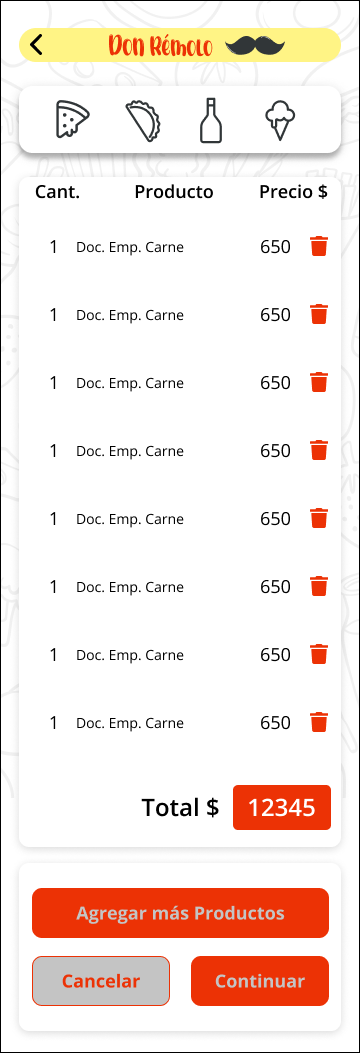 Don Rémolo
Cant. Producto Precio $
1 Doc. Emp. Carne 650
1 Doc. Emp. Carne 650
1 Doc. Emp. Carne 650
1 Doc. Emp. Carne 650
1 Doc. Emp. Carne 650
1 Doc. Emp. Carne 650
1 Doc. Emp. Carne 650
1 Doc. Emp. Carne 650
Total $ 12345
Agregar más Productos
Cancelar Continuar